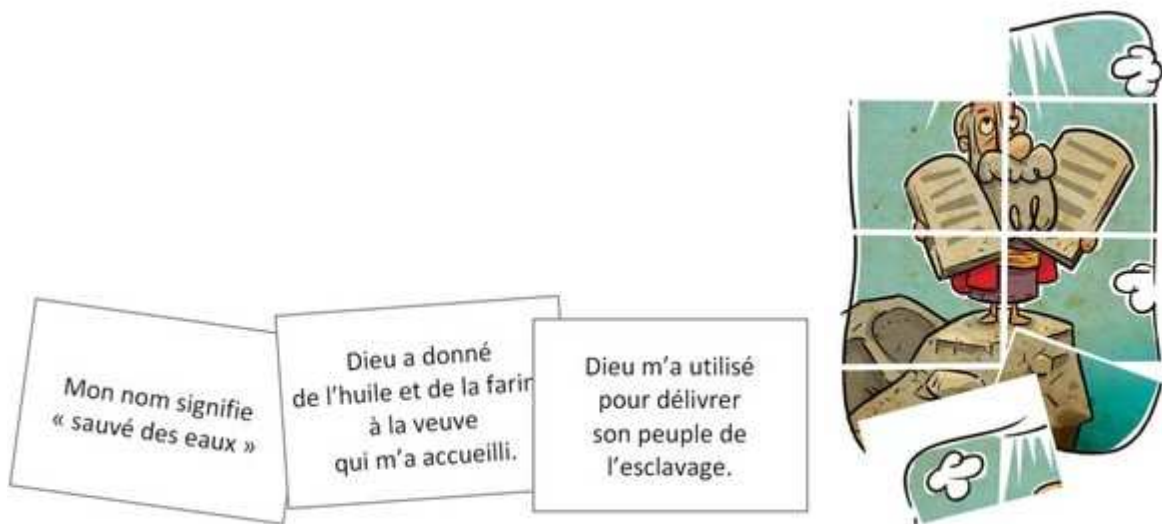 Mon nom signifie
« sauvé des eaux »
Dieu a donné
de l'huile et de la farin
à la veuve
qui m'a accueilli.
Dieu m'a utilisé
pour délivrer
son peuple de
l'esclavage.